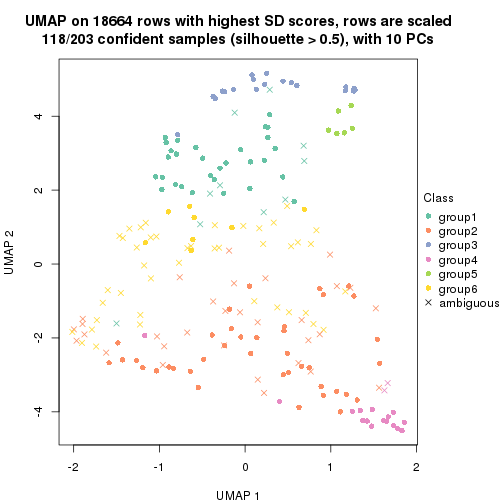 UMAP on 18664 rows with highest SD scores, rows are scaled
118/203 confident samples (silhouette > 0.5), with 10 PCs
UMAP 2
4
2
0
-2
-4
-2
-1
0
1
2
UMAP 1
Class
group1
group2
group3
group4
group5
group6
ambiguous